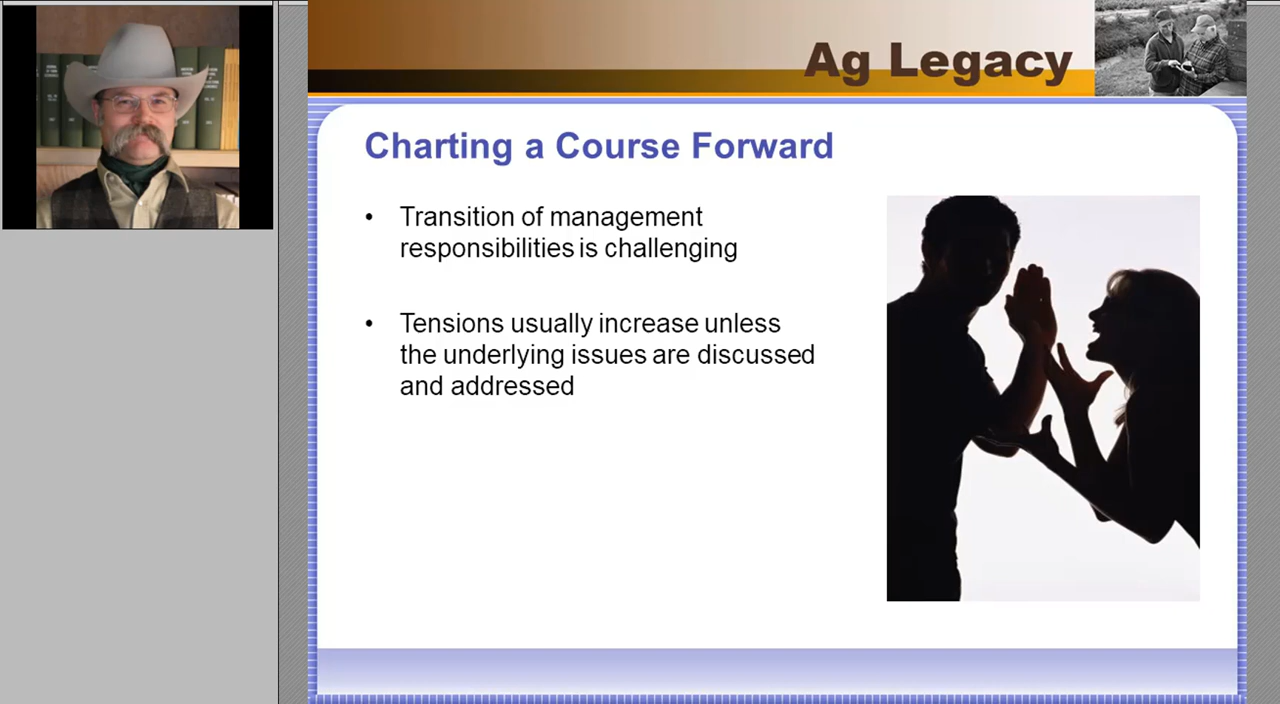 Ag Legacy
Charting a Course Forward
• Transition of management
responsibilities is challenging
• Tensions usually increase unless
the underlying issues are discussed
and addressed